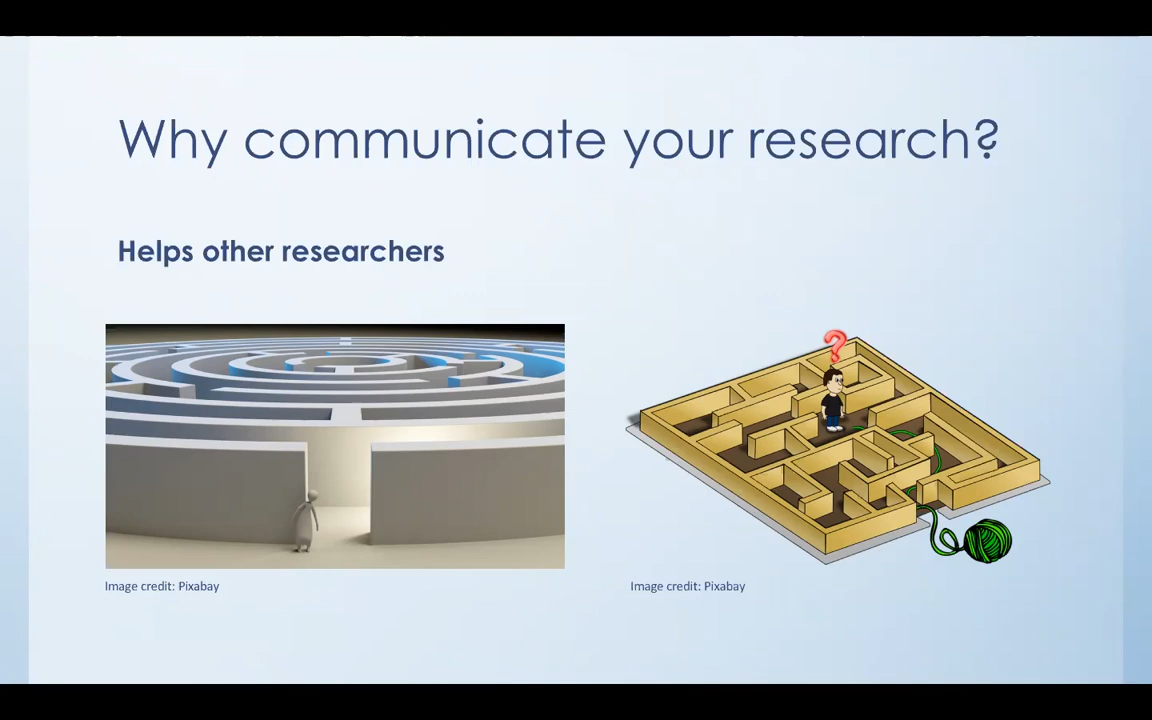 Why communicate your research?
Helps other researchers
?
Image credit: Pixabay
Image credit: Pixabay